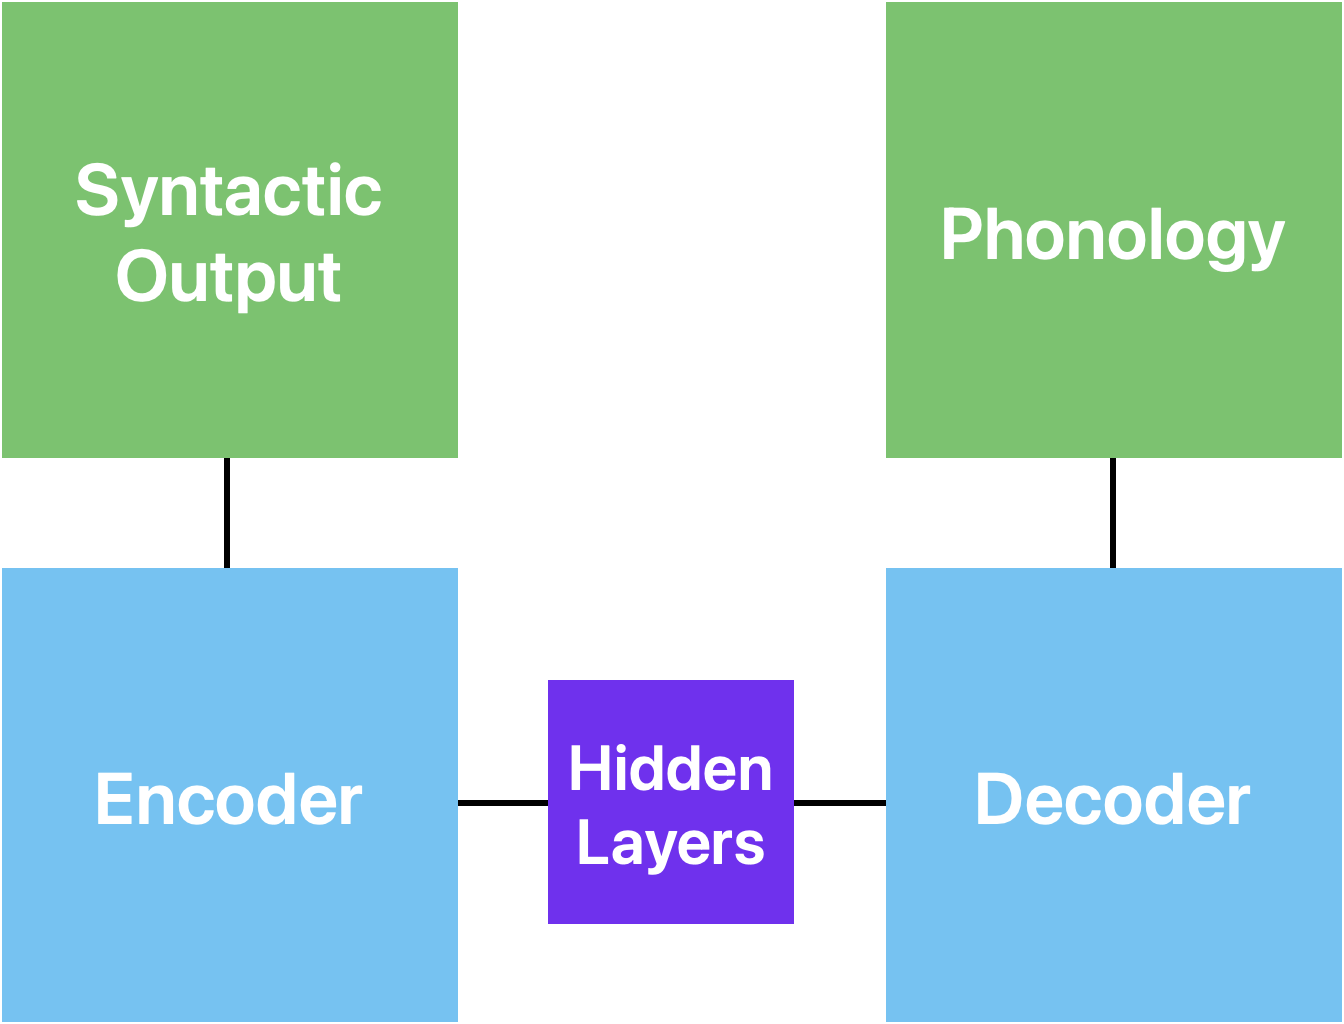 Syntactic
Output
Phonology
Encoder
Hidden
Layers
Decoder